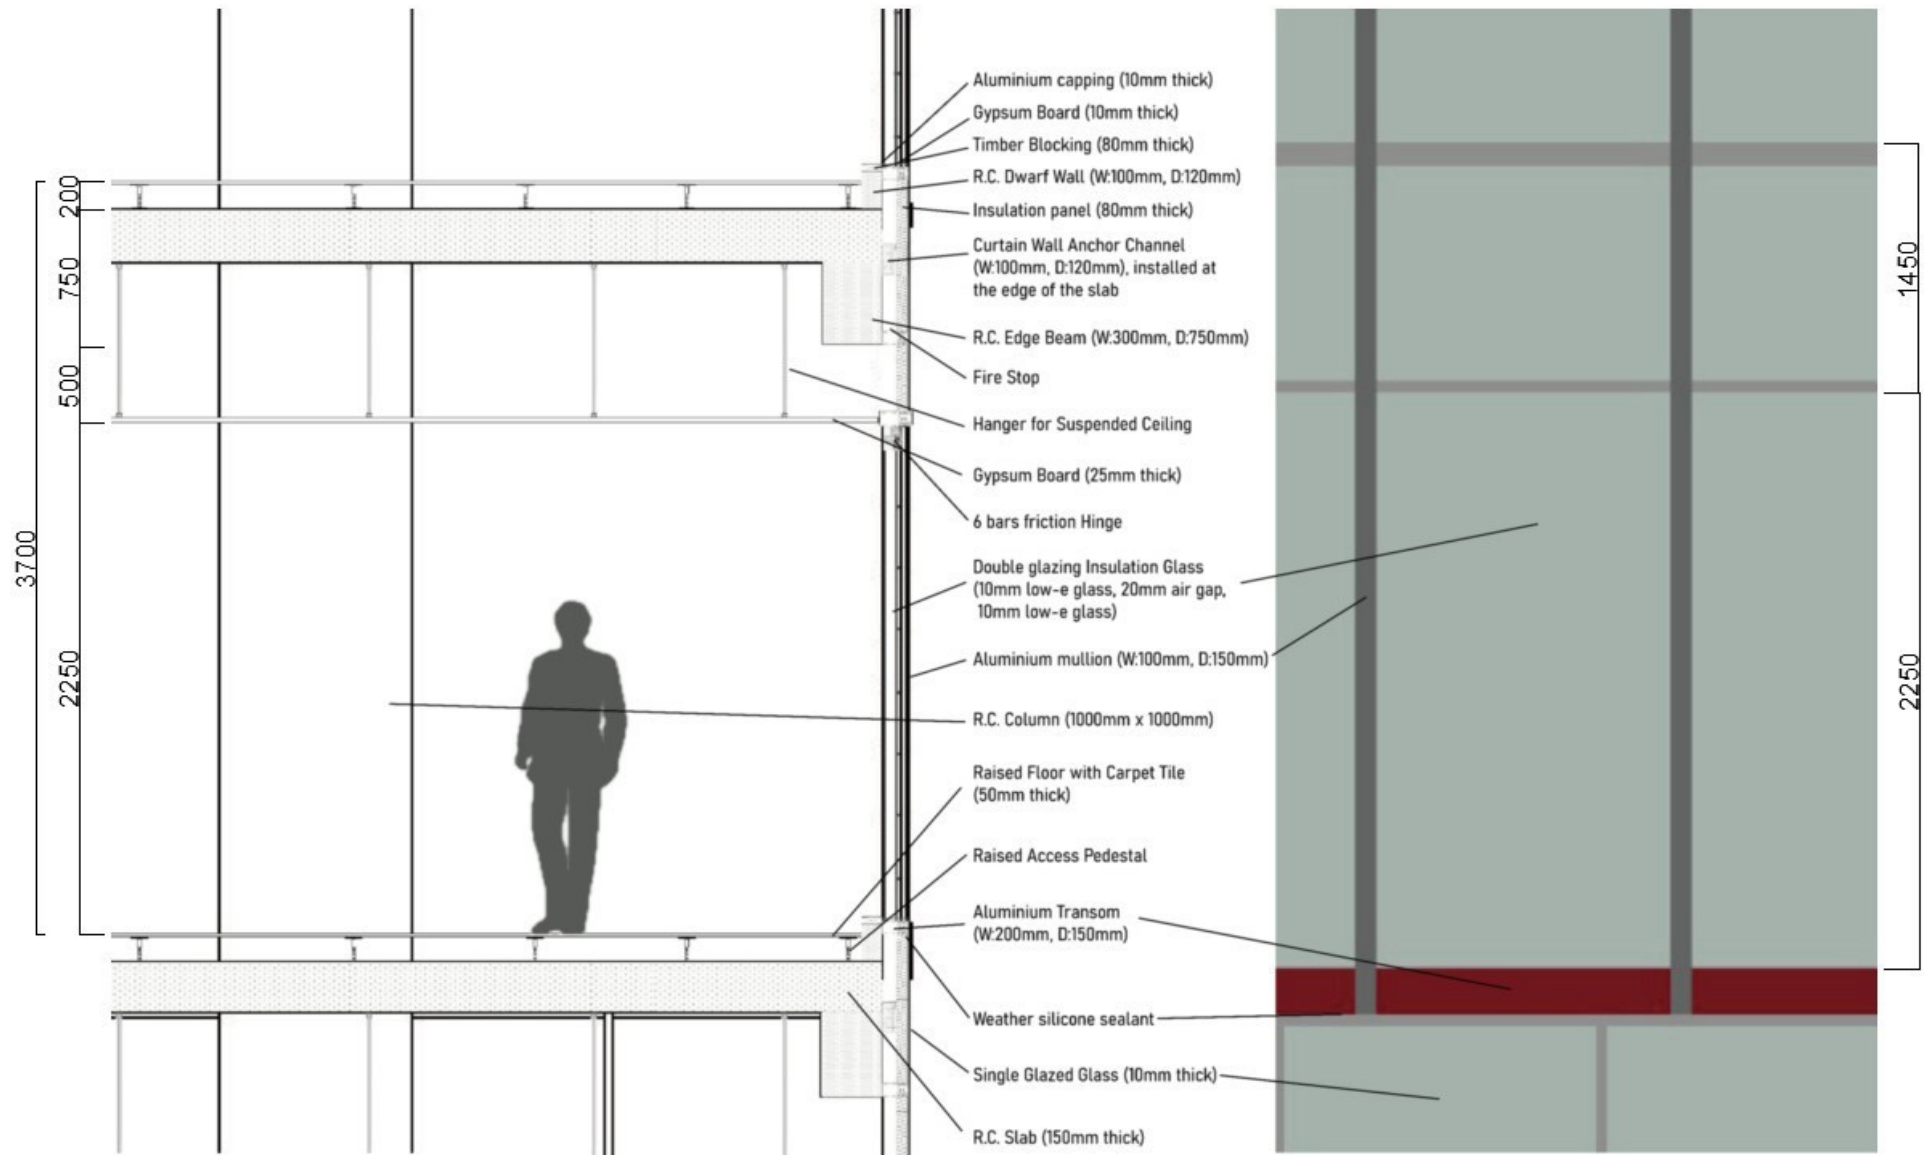 Aluminium capping (10mm thick)
Gypsum Board (10mm thick)
Timber Blocking (80mm thick)
R.C. Dwarf Wall (W:100mm, D:120mm)
Insulation panel (80mm thick)
Curtain Wall Anchor Channel
(W:100mm, D:120mm), installed at
the edge of the slab
R.C. Edge Beam (W:300mm, D:750mm)
Fire Stop
Hanger for Suspended Ceiling
Gypsum Board (25mm thick)
6 bars friction Hinge
Double glazing Insulation Glass
(10mm low-e glass, 20mm air gap,
10mm low-e glass)
Aluminium mullion (W:100mm, D:150mm)
R.C. Column (1000mm x 1000mm)
Raised Floor with Carpet Tile
(50mm thick)
Raised Access Pedestal
Aluminium Transom
(W:200mm, D:150mm)
Weather silicone sealant
Single Glazed Glass (10mm thick)
R.C. Slab (150mm thick)
200
750
500
2250
3700
1450
2250